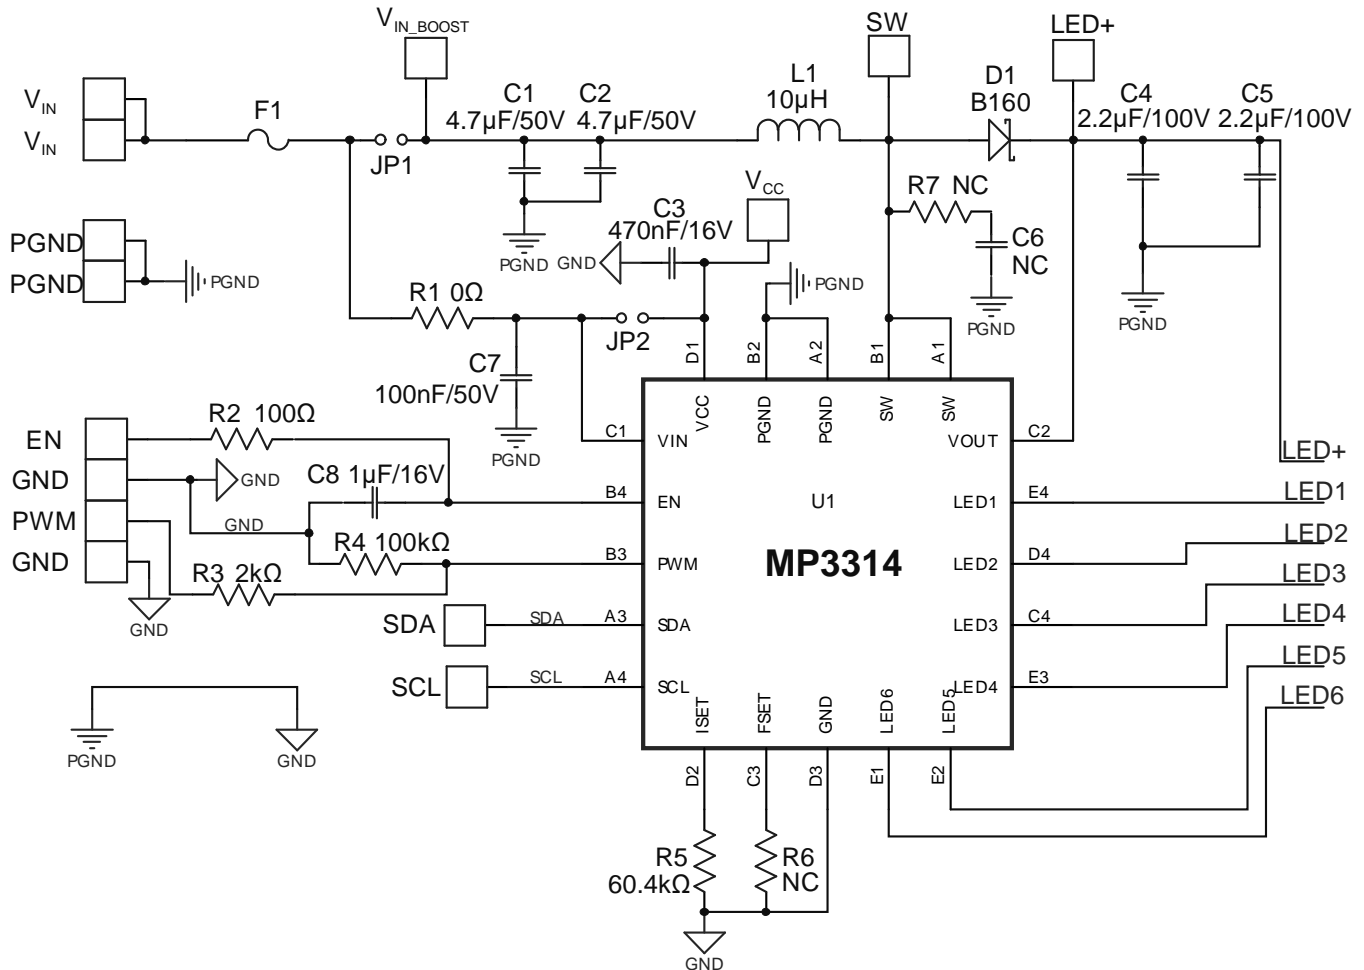 V_IN_BOOST
SW
LED+
V_IN
V_IN
F1
JP1
C1
4.7µF/50V
C2
4.7µF/50V
L1
10µH
D1
B160
C4
2.2µF/100V
C5
2.2µF/100V
R7 NC
C6
NC
PGND
PGND
PGND
PGND
PGND
PGND
V_CC
C3
470nF/16V
GND
PGND
R1 0Ω
JP2
C7
100nF/50V
PGND
D1
B2
A2
B1
A1
VCC
PGND
PGND
SW
SW
EN
GND
PWM
GND
R2 100Ω
GND
C8 1µF/16V
GND
R4 100kΩ
R3 2kΩ
GND
C1
VIN
B4
EN
B3
PWM
SDA
SDA
A3
SDA
SCL
SCL
A4
SCL
U1
MP3314
VOUT
C2
LED1
E4
LED2
D4
LED3
C4
LED4
E3
LED+
LED1
LED2
LED3
LED4
LED5
LED6
ISET
FSET
GND
LED6
LED5
D2
C3
D3
E1
E2
PGND
GND
R5
60.4kΩ
R6
NC
GND